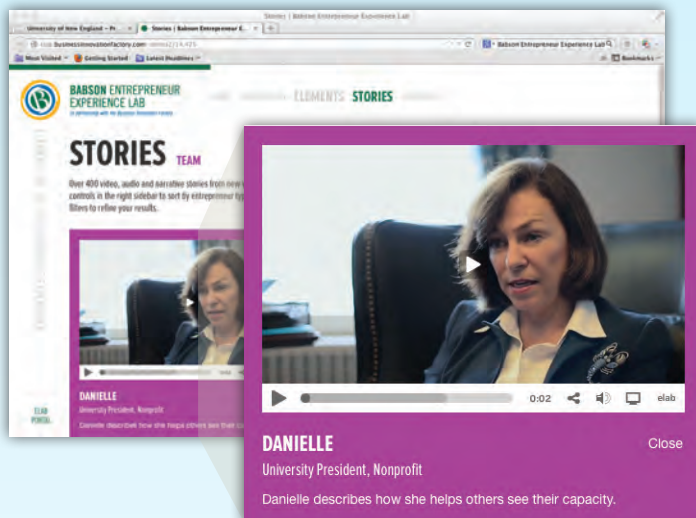 Stories | Babson Entrepreneur Experience Lab
University of New England – Pr...
Stories | Babson Entrepreneur E...
businessinnovationfactory.com
Babson Entrepreneur Experience Lab
Most Visited
Getting Started
Latest Headlines
Bookmarks
BABSON ENTREPRENEUR
EXPERIENCE LAB
ELEMENTS STORIES
STORIES TEAM
Over 400 video, audio and narrative stories from new
controls in the right sidebar to sort by entrepreneur
filters to refine your results.
DANIELLE
University President, Nonprofit
Danielle describes how she helps others see their
ELAB
PORTAL
0:02
elab
DANIELLE
Close
University President, Nonprofit
Danielle describes how she helps others see their capacity.